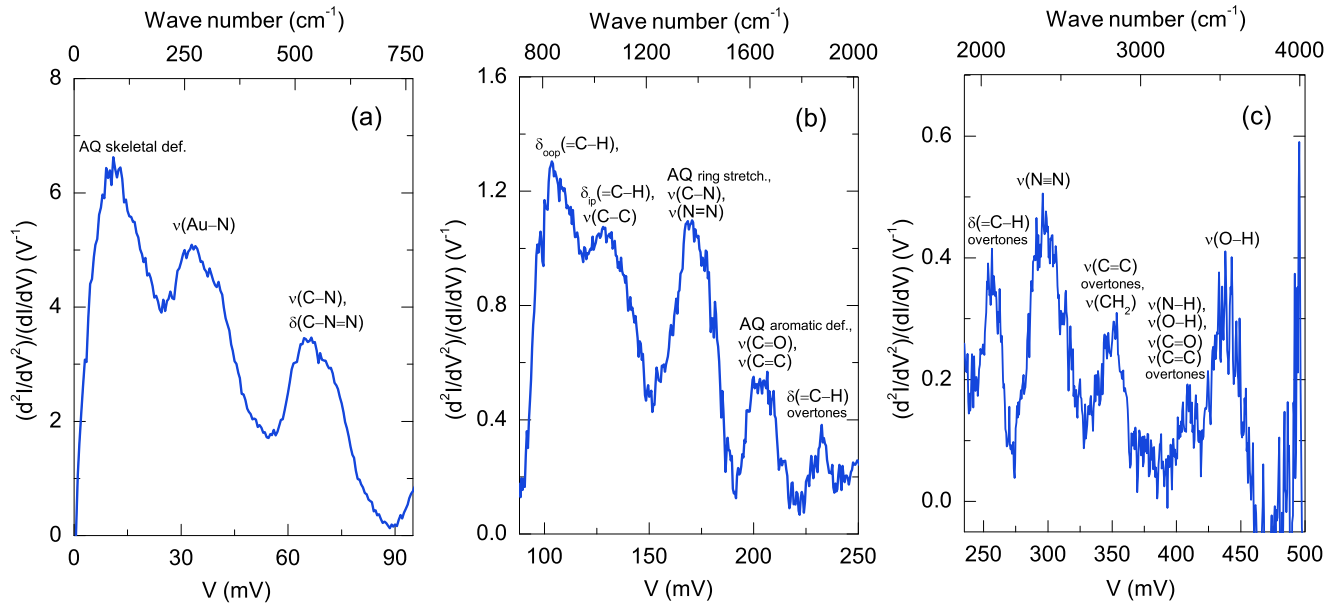 Wave number (cm⁻¹)
0 250 500 750
(a)
8
6
4
2
0
(d²I/dV²)/(dI/dV) (V⁻¹)
AQ skeletal def.
ν(Au–N)
ν(C–N),
δ(C–N=N)
0 30 60 90
V (mV)
Wave number (cm⁻¹)
800 1200 1600 2000
(b)
1.6
1.2
0.8
0.4
0.0
(d²I/dV²)/(dI/dV) (V⁻¹)
δoop(=C–H),
δip(=C–H),
ν(C–C)
AQ ring stretch.,
ν(C–N),
ν(N=N)
AQ aromatic def.,
ν(C=O),
ν(C=C)
δ(=C–H)
overtones
100 150 200 250
V (mV)
Wave number (cm⁻¹)
2000 3000 4000
(c)
0.6
0.4
0.2
0.0
(d²I/dV²)/(dI/dV) (V⁻¹)
δ(=C–H)
overtones
ν(N≡N)
ν(C=C)
overtones,
ν(CH₂)
ν(N–H),
ν(O–H),
ν(C=O)
ν(C=C)
overtones
ν(O–H)
250 300 350 400 450 500
V (mV)